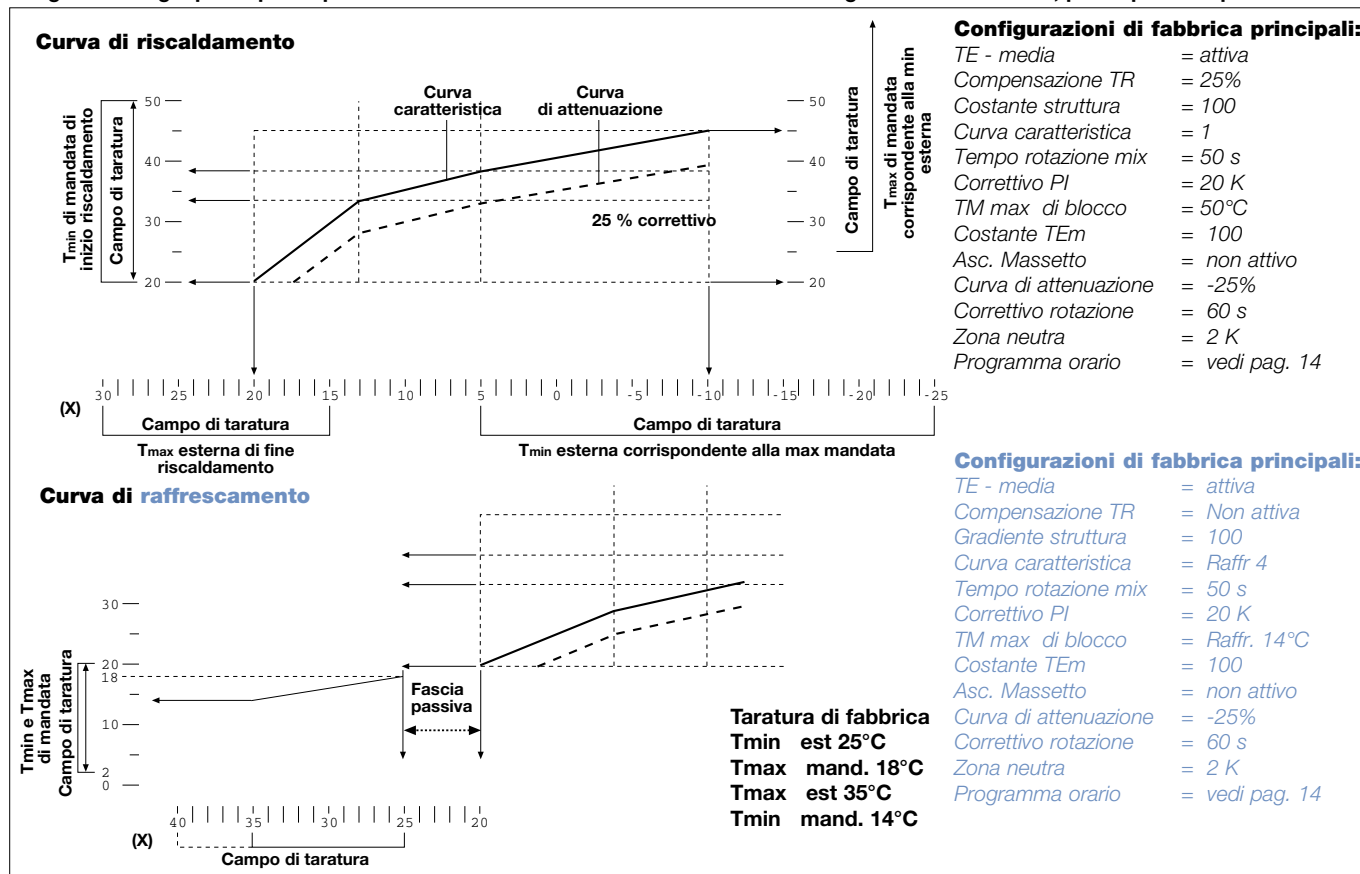 Curva di riscaldamento
Tmin di mandata di
inizio riscaldamento
Campo di taratura
50
40
30
20
Curva
caratteristica
Curva
di attenuazione
25 % correttivo
50
40
30
20
Campo di taratura
Tmax di mandata
corrispondente alla min
esterna
(X)
30 25 20 15 10 5 0 -5 -10 -15 -20 -25
Campo di taratura
Tmax esterna di fine
riscaldamento
Campo di taratura
Tmin esterna corrispondente alla max mandata
Configurazioni di fabbrica principali:
TE - media = attiva
Compensazione TR = 25%
Costante struttura = 100
Curva caratteristica = 1
Tempo rotazione mix = 50 s
Correttivo PI = 20 K
TM max di blocco = 50°C
Costante TEm = 100
Asc. Massetto = non attivo
Curva di attenuazione = -25%
Correttivo rotazione = 60 s
Zona neutra = 2 K
Programma orario = vedi pag. 14
Curva di raffrescamento
Tmin e Tmax
di mandata
Campo di taratura
30
20
18
10
2
0
Fascia
passiva
(X)
40 35 30 25 20
Campo di taratura
Taratura di fabbrica
Tmin est 25°C
Tmax mand. 18°C
Tmax est 35°C
Tmin mand. 14°C
Configurazioni di fabbrica principali:
TE - media = attiva
Compensazione TR = Non attiva
Gradiente struttura = 100
Curva caratteristica = Raffr 4
Tempo rotazione mix = 50 s
Correttivo PI = 20 K
TM max di blocco = Raffr. 14°C
Costante TEm = 100
Asc. Massetto = non attivo
Curva di attenuazione = -25%
Correttivo rotazione = 60 s
Zona neutra = 2 K
Programma orario = vedi pag. 14